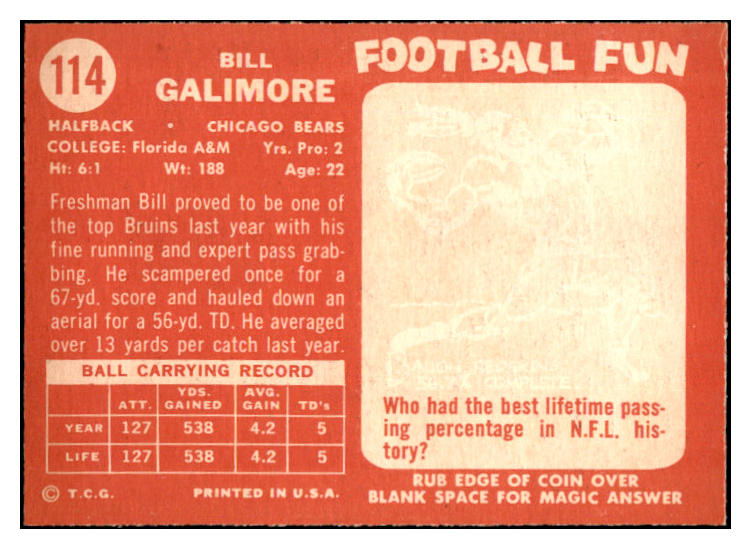 114
BILL
GALIMORE
HALFBACK • CHICAGO BEARS
COLLEGE: Florida A&M Yrs. Pro: 2
Ht: 6:1 Wt: 188 Age: 22
Freshman Bill proved to be one of
the top Bruins last year with his
fine running and expert pass grab-
bing. He scampered once for a
67-yd. score and hauled down an
aerial for a 56-yd. TD. He averaged
over 13 yards per catch last year.
BALL CARRYING RECORD
ATT. YDS. GAINED AVG. GAIN TD's
YEAR 127 538 4.2 5
LIFE 127 538 4.2 5
© T.C.G. PRINTED IN U.S.A.
FOOTBALL FUN
COMPLETE
Who had the best lifetime pass-
ing percentage in N.F.L. his-
tory?
RUB EDGE OF COIN OVER
BLANK SPACE FOR MAGIC ANSWER